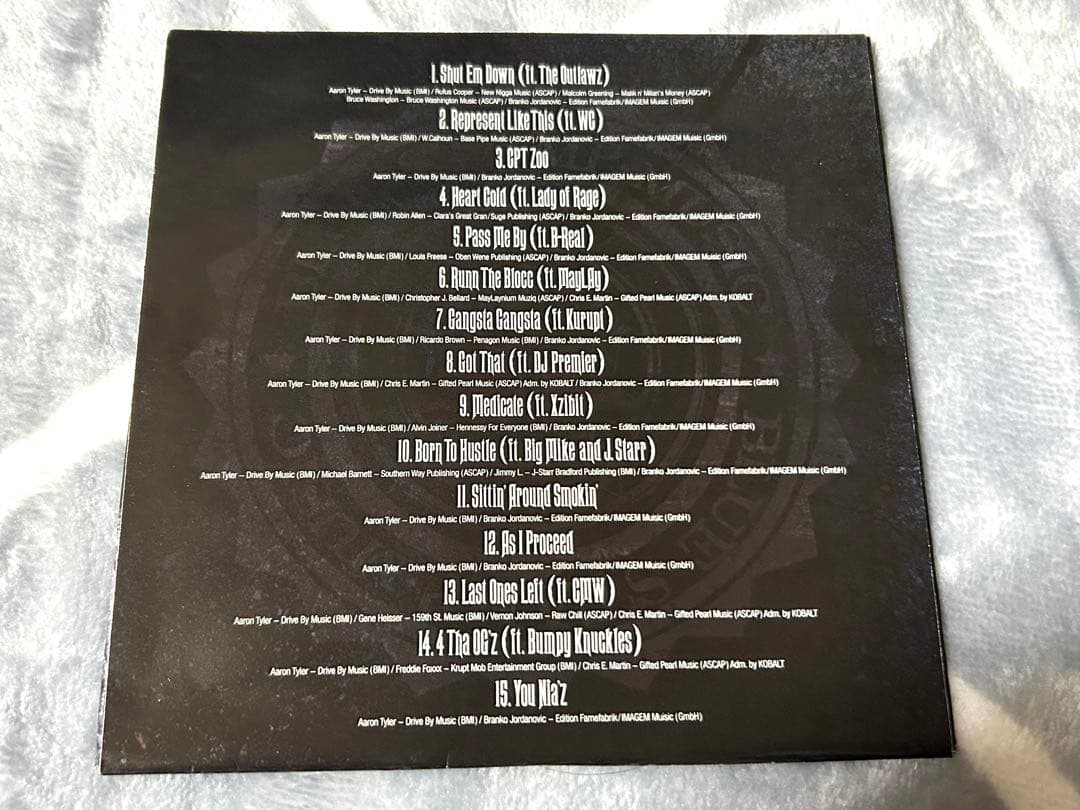 1. Shut Em Down (ft. The Outlawz)
Aaron Tyler – Drive By Music (BMI) / Rufus Cooper – New Nigga Music (ASCAP) / Malcolm Greening – Malik n' Milan's Money (ASCAP)
Bruce Washington – Bruce Washington Music (ASCAP) / Branko Jordanovic – Edition Famefabrik/IMAGEM Muisic (GmbH)
2. Represent Like This (ft. WC)
Aaron Tyler – Drive By Music (BMI) / W.Calhoun – Base Pipe Music (ASCAP) / Branko Jordanovic – Edition Famefabrik/IMAGEM Muisic (GmbH)
3. CPT Zoo
Aaron Tyler – Drive By Music (BMI) / Branko Jordanovic – Edition Famefabrik/IMAGEM Muisic (GmbH)
4. Heart Cold (ft. Lady of Rage)
Aaron Tyler – Drive By Music (BMI) / Robin Allen – Clara's Great Gran/Suge Publishing (ASCAP) / Branko Jordanovic – Edition Famefabrik/IMAGEM Muisic (GmbH)
5. Pass Me By (ft. B-Real)
Aaron Tyler – Drive By Music (BMI) / Louis Freese – Oben Wene Publishing (ASCAP) / Branko Jordanovic – Edition Famefabrik/IMAGEM Muisic (GmbH)
6. Runn The Blocc (ft. MayLay)
Aaron Tyler – Drive By Music (BMI) / Christopher J. Bellard – MayLaynium Muziq (ASCAP) / Chris E. Martin – Gifted Pearl Music (ASCAP) Adm. by KOBALT
7. Gangsta Gangsta (ft. Kurupt)
Aaron Tyler – Drive By Music (BMI) / Ricardo Brown – Penagon Music (BMI) / Branko Jordanovic – Edition Famefabrik/IMAGEM Muisic (GmbH)
8. Got That (ft. DJ Premier)
Aaron Tyler – Drive By Music (BMI) / Chris E. Martin – Gifted Pearl Music (ASCAP) Adm. by KOBALT / Branko Jordanovic – Edition Famefabrik/IMAGEM Muisic (GmbH)
9. Medicate (ft. Xzibit)
Aaron Tyler – Drive By Music (BMI) / Alvin Joiner – Hennessy For Everyone (BMI) / Branko Jordanovic – Edition Famefabrik/IMAGEM Muisic (GmbH)
10. Born To Hustle (ft. Big Mike and J. Starr)
Aaron Tyler – Drive By Music (BMI) / Michael Barnett – Southern Way Publishing (ASCAP) / Jimmy L. – J-Starr Bradford Publishing (BMI) / Branko Jordanovic – Edition Famefabrik/IMAGEM Muisic (GmbH)
11. Sittin' Around Smokin'
Aaron Tyler – Drive By Music (BMI) / Branko Jordanovic – Edition Famefabrik/IMAGEM Muisic (GmbH)
12. As I Proceed
Aaron Tyler – Drive By Music (BMI) / Branko Jordanovic – Edition Famefabrik/IMAGEM Muisic (GmbH)
13. Last Ones Left (ft. CMW)
Aaron Tyler – Drive By Music (BMI) / Gene Heisser – 159th St. Music (BMI) / Vernon Johnson – Raw Chill (ASCAP) / Chris E. Martin – Gifted Pearl Music (ASCAP) Adm. by KOBALT
14. 4 Tha OG'z (ft. Bumpy Knuckles)
Aaron Tyler – Drive By Music (BMI) / Freddie Foxxx – Krupt Mob Entertainment Group (BMI) / Chris E. Martin – Gifted Pearl Music (ASCAP) Adm. by KOBALT
15. You Nia'z
Aaron Tyler – Drive By Music (BMI) / Branko Jordanovic – Edition Famefabrik/IMAGEM Muisic (GmbH)